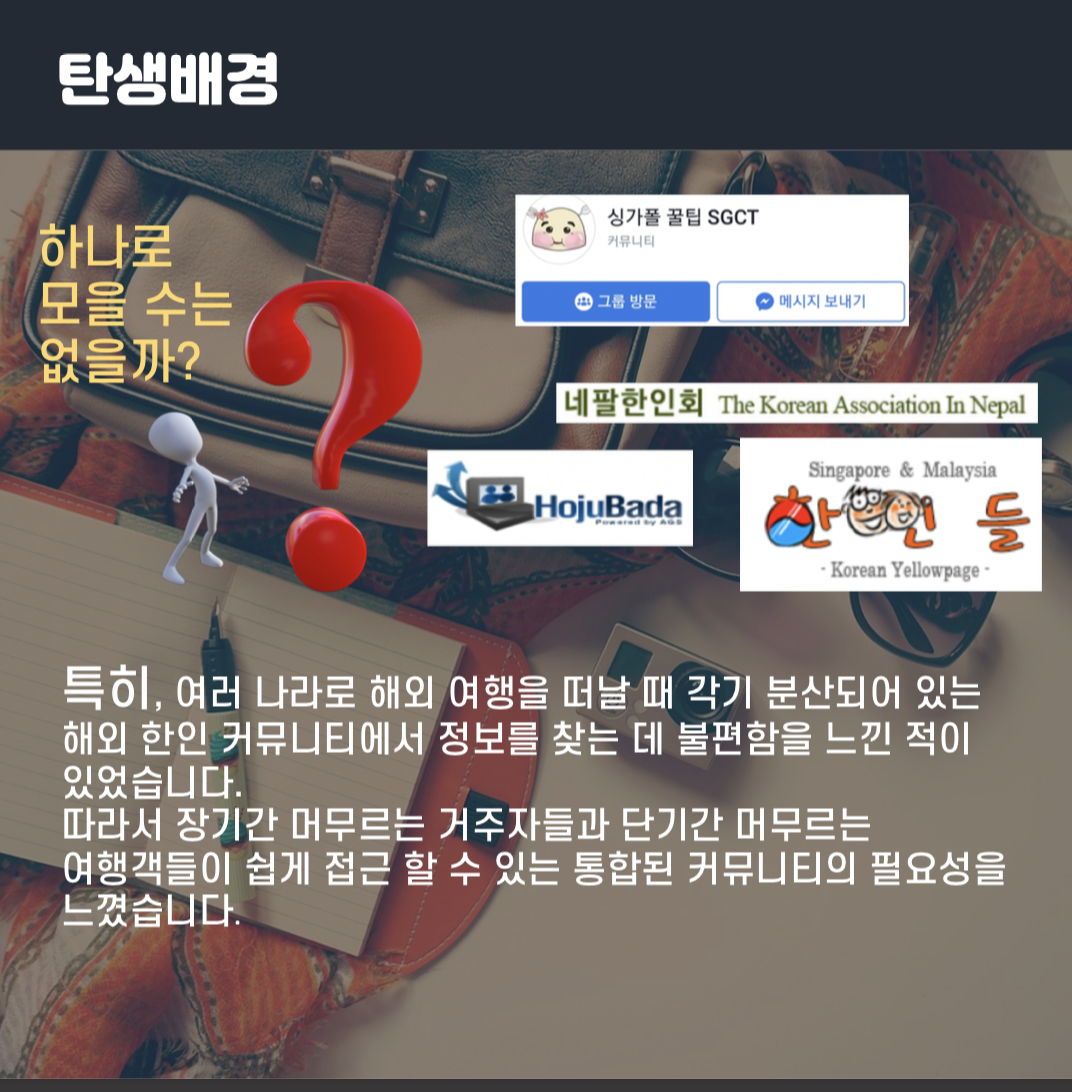 탄생배경
하나로
모을 수는
없을까?
싱가폴 꿀팁 SGCT
커뮤니티
그룹 방문
메시지 보내기
네팔한인회 The Korean Association In Nepal
HojuBada
Powered by AGS
Singapore & Malaysia
한인들
- Korean Yellowpage -
특히, 여러 나라로 해외 여행을 떠날 때 각기 분산되어 있는
해외 한인 커뮤니티에서 정보를 찾는 데 불편함을 느낀 적이
있었습니다.
따라서 장기간 머무르는 거주자들과 단기간 머무르는
여행객들이 쉽게 접근 할 수 있는 통합된 커뮤니티의 필요성을
느꼈습니다.